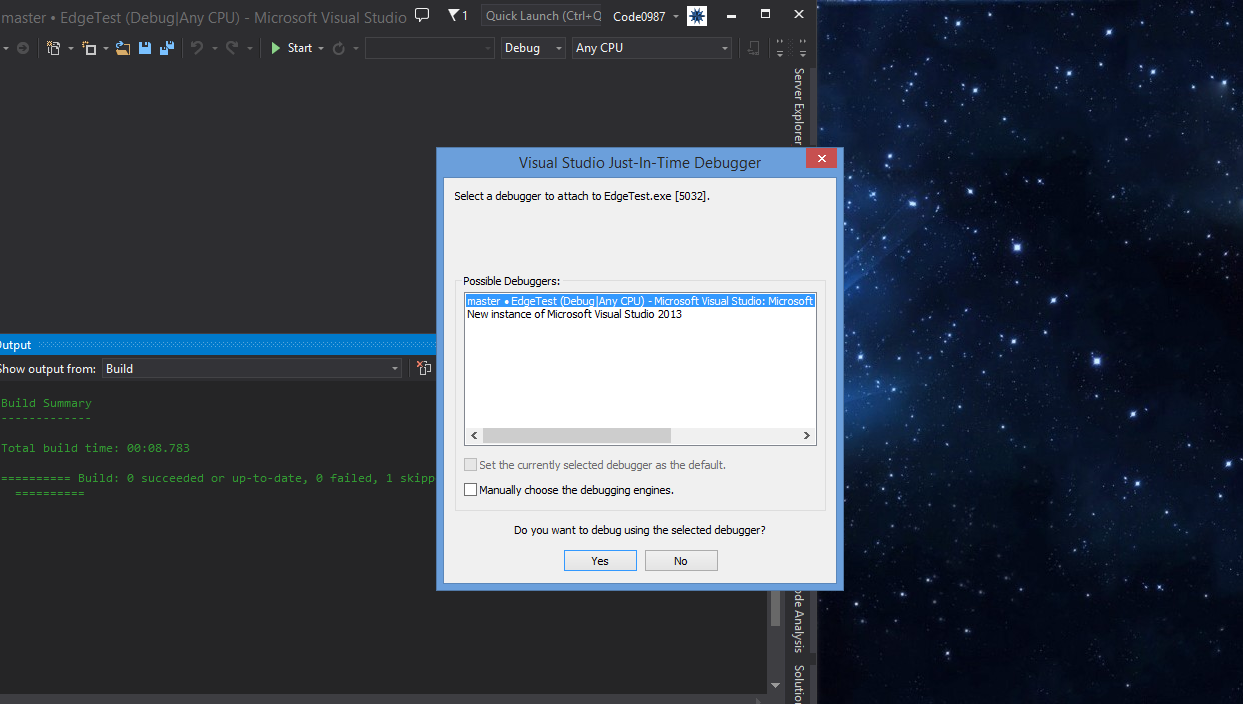 master • EdgeTest (Debug|Any CPU) - Microsoft Visual Studio
1
Quick Launch (Ctrl+Q
Code0987
Start
Debug
Any CPU
Server Explorer
Visual Studio Just-In-Time Debugger
Select a debugger to attach to EdgeTest.exe [5032].
Possible Debuggers:
master • EdgeTest (Debug|Any CPU) - Microsoft Visual Studio: Microsoft
New instance of Microsoft Visual Studio 2013
Set the currently selected debugger as the default.
Manually choose the debugging engines.
Do you want to debug using the selected debugger?
Yes
No
Output
Show output from:
Build
Build Summary
-------------
Total build time: 00:08.783
========== Build: 0 succeeded or up-to-date, 0 failed, 1 skipp
==========
ode Analysis
Solution